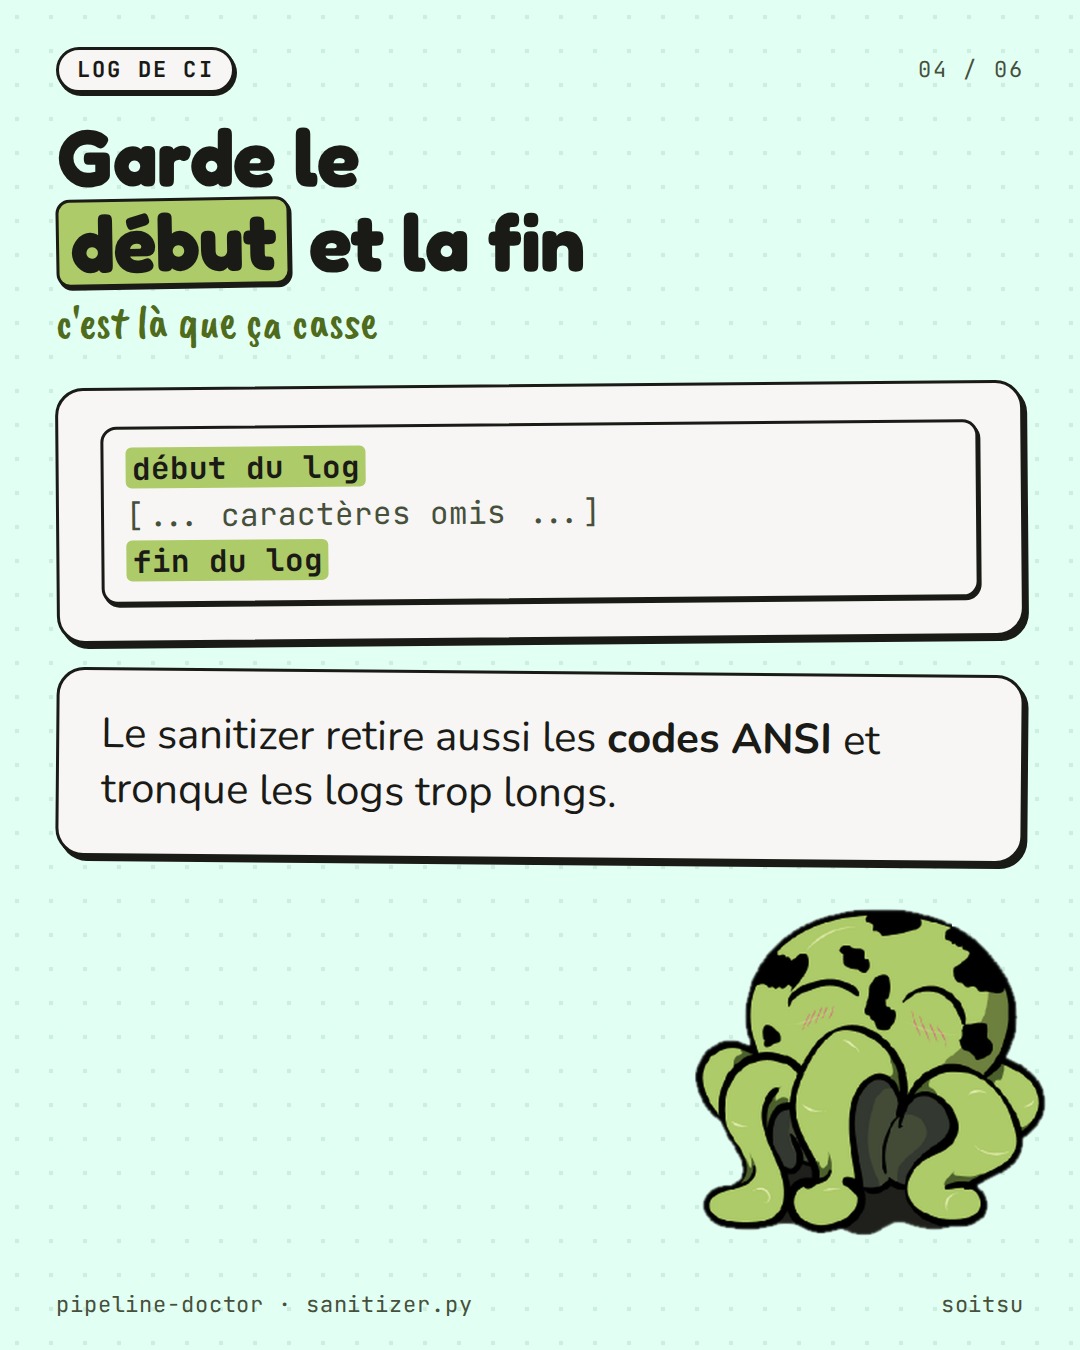 LOG DE CI
04 / 06
Garde le
début et la fin
c'est là que ça casse
début du log
[... caractères omis ...]
fin du log
Le sanitizer retire aussi les codes ANSI et
tronque les logs trop longs.
pipeline-doctor · sanitizer.py
soitsu